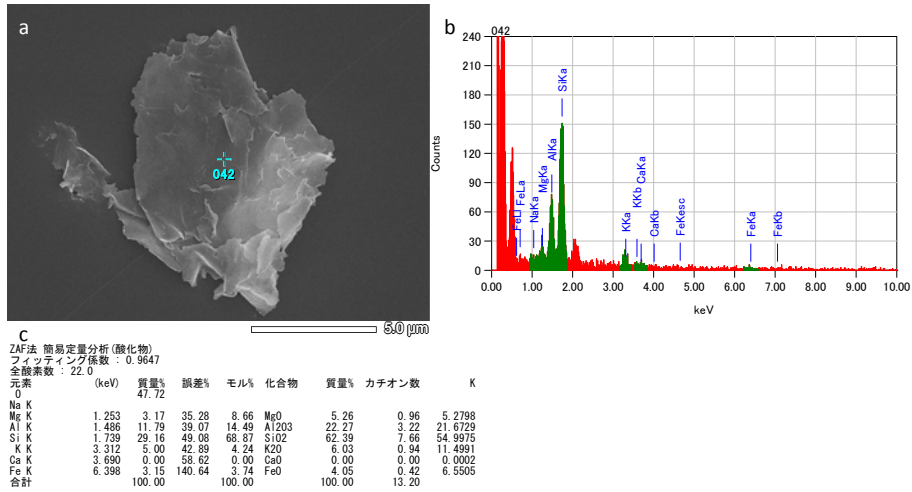 a
042
5.0 μm
b
042
240
210
180
150
120
90
60
30
0
Counts
FeLl
FeLa
NaKa
MgKa
AlKa
SiKa
KKa
KKb
CaKa
CaKb
FeKesc
FeKa
FeKb
0.00 1.00 2.00 3.00 4.00 5.00 6.00 7.00 8.00 9.00 10.00
keV
c
ZAF法 簡易定量分析(酸化物)
フィッティング係数 : 0.9647
全酸素数 : 22.0
元素 (keV) 質量% 誤差% モル% 化合物 質量% カチオン数 K
O 47.72
Na K
Mg K 1.253 3.17 35.28 8.66 MgO 5.26 0.96 5.2798
Al K 1.486 11.79 39.07 14.49 Al2O3 22.27 3.22 21.6729
Si K 1.739 29.16 49.08 68.87 SiO2 62.39 7.66 54.9975
K K 3.312 5.00 42.89 4.24 K2O 6.03 0.94 11.4991
Ca K 3.690 0.00 58.62 0.00 CaO 0.00 0.00 0.0002
Fe K 6.398 3.15 140.64 3.74 FeO 4.05 0.42 6.5505
合計 100.00 100.00 100.00 13.20